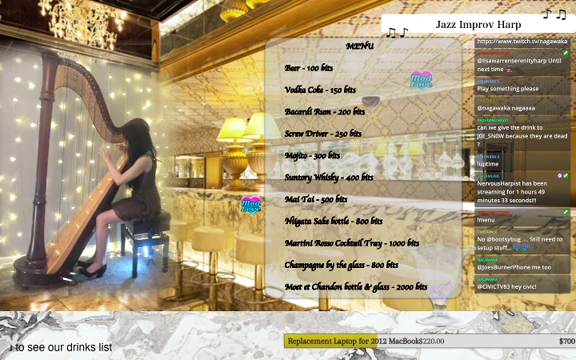 Jazz Improv Harp
MENU
Beer - 100 bits
Vodka Coke - 150 bits
Bacardi Rum - 200 bits
Screw Driver - 250 bits
Mojito - 300 bits
Suntory Whisky - 400 bits
Mai Tai - 500 bits
Niigata Sake bottle - 800 bits
Martini Rosso Cocktail Tray - 1000 bits
Champagne by the glass - 800 bits
Moet et Chandon bottle & glass - 2000 bits
https://www.twitch.tv/nagawaka
@lisawarrenserenityharp Until
next time
Play something please
@nagawaka nagaaaa
Can we give the drink to
JOE_SN0W because they are dead
?
!uptime
NervousHarpist has been
streaming for 1 hours 49
minutes 33 seconds!!!
!menu
No @bootsybug .... Still need to
setup stuff...
@JoesBurnerPhone me too
@CIVICTV83 hey civic!
to see our drinks list
Replacement Laptop for 2012 MacBook $220.00
$700